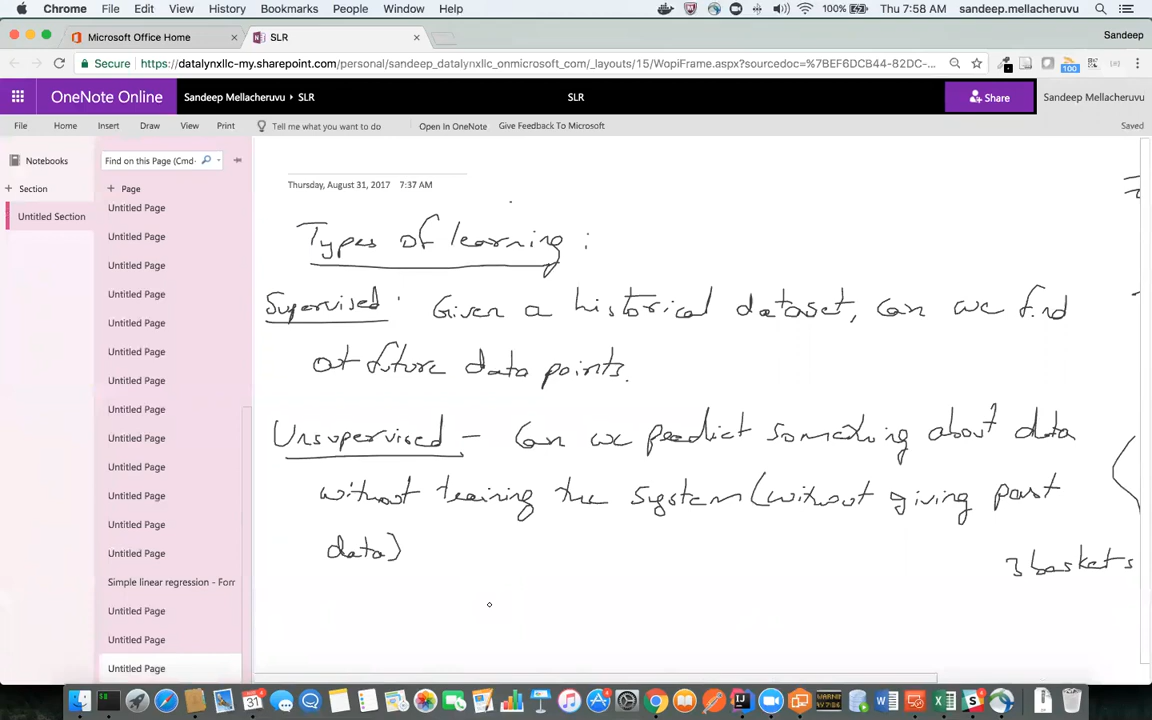 Chrome File Edit View History Bookmarks People Window Help 100% Thu 7:58 AM sandeep.mellacheruvu
Microsoft Office Home SLR Sandeep
Secure https://datalynxllc-my.sharepoint.com/personal/sandeep_datalynxllc_onmicrosoft_com/_layouts/15/WopiFrame.aspx?sourcedoc=%7BEF6DCB44-82DC-... 100
OneNote Online Sandeep Mellacheruvu ▸ SLR SLR Share Sandeep Mellacheruvu
File Home Insert Draw View Print Tell me what you want to do Open In OneNote Give Feedback To Microsoft Saved
Notebooks Find on this Page (Cmd-
+ Section + Page
Untitled Section
Untitled Page
Untitled Page
Untitled Page
Untitled Page
Untitled Page
Untitled Page
Untitled Page
Untitled Page
Untitled Page
Untitled Page
Untitled Page
Untitled Page
Untitled Page
Simple linear regression - Forr
Untitled Page
Untitled Page
Untitled Page
Thursday, August 31, 2017 7:37 AM
Types of learning :
Supervised : Given a historical dataset, can we find
out future data points.
Unsupervised – Can we predict something about data
without training the system (without giving past
data)
3 baskets
31